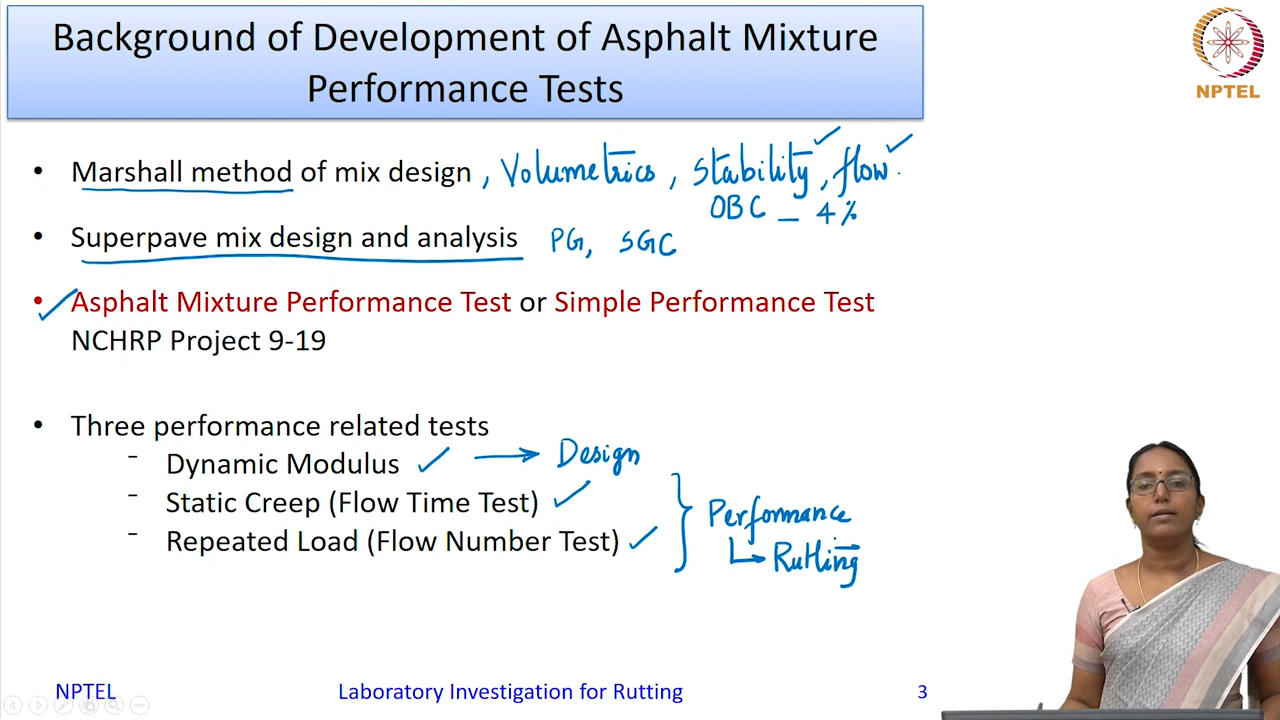 Background of Development of Asphalt Mixture
Performance Tests
NPTEL
• Marshall method of mix design , Volumetrics , Stability , flow .
OBC – 4%
• Superpave mix design and analysis PG, SGC
• Asphalt Mixture Performance Test or Simple Performance Test
NCHRP Project 9-19
• Three performance related tests
- Dynamic Modulus → Design
- Static Creep (Flow Time Test)
- Repeated Load (Flow Number Test)
Performance
Rutting
NPTEL Laboratory Investigation for Rutting 3